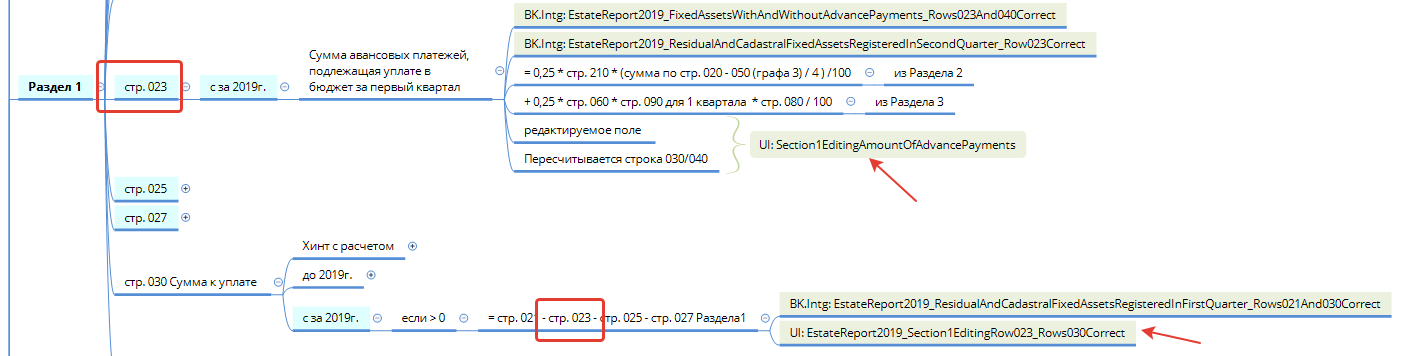 BK.Intg: EstateReport2019_FixedAssetsWithAndWithoutAdvancePayments_Rows023And040Correct
BK.Intg: EstateReport2019_ResidualAndCadastralFixedAssetsRegisteredInSecondQuarter_Row023Correct
Раздел 1
стр. 023
с за 2019г.
Сумма авансовых платежей,
подлежащая уплате в
бюджет за первый квартал
= 0,25 * стр. 210 * (сумма по стр. 020 - 050 (графа 3) / 4 ) /100
из Раздела 2
+ 0,25 * стр. 060 * стр. 090 для 1 квартала * стр. 080 / 100
из Раздела 3
редактируемое поле
Пересчитывается строка 030/040
UI: Section1EditingAmountOfAdvancePayments
стр. 025
стр. 027
стр. 030 Сумма к уплате
Хинт с расчетом
до 2019г.
с за 2019г.
если > 0
= стр. 021 - стр. 023 - стр. 025 - стр. 027 Раздела1
BK.Intg: EstateReport2019_ResidualAndCadastralFixedAssetsRegisteredInFirstQuarter_Rows021And030Correct
UI: EstateReport2019_Section1EditingRow023_Rows030Correct